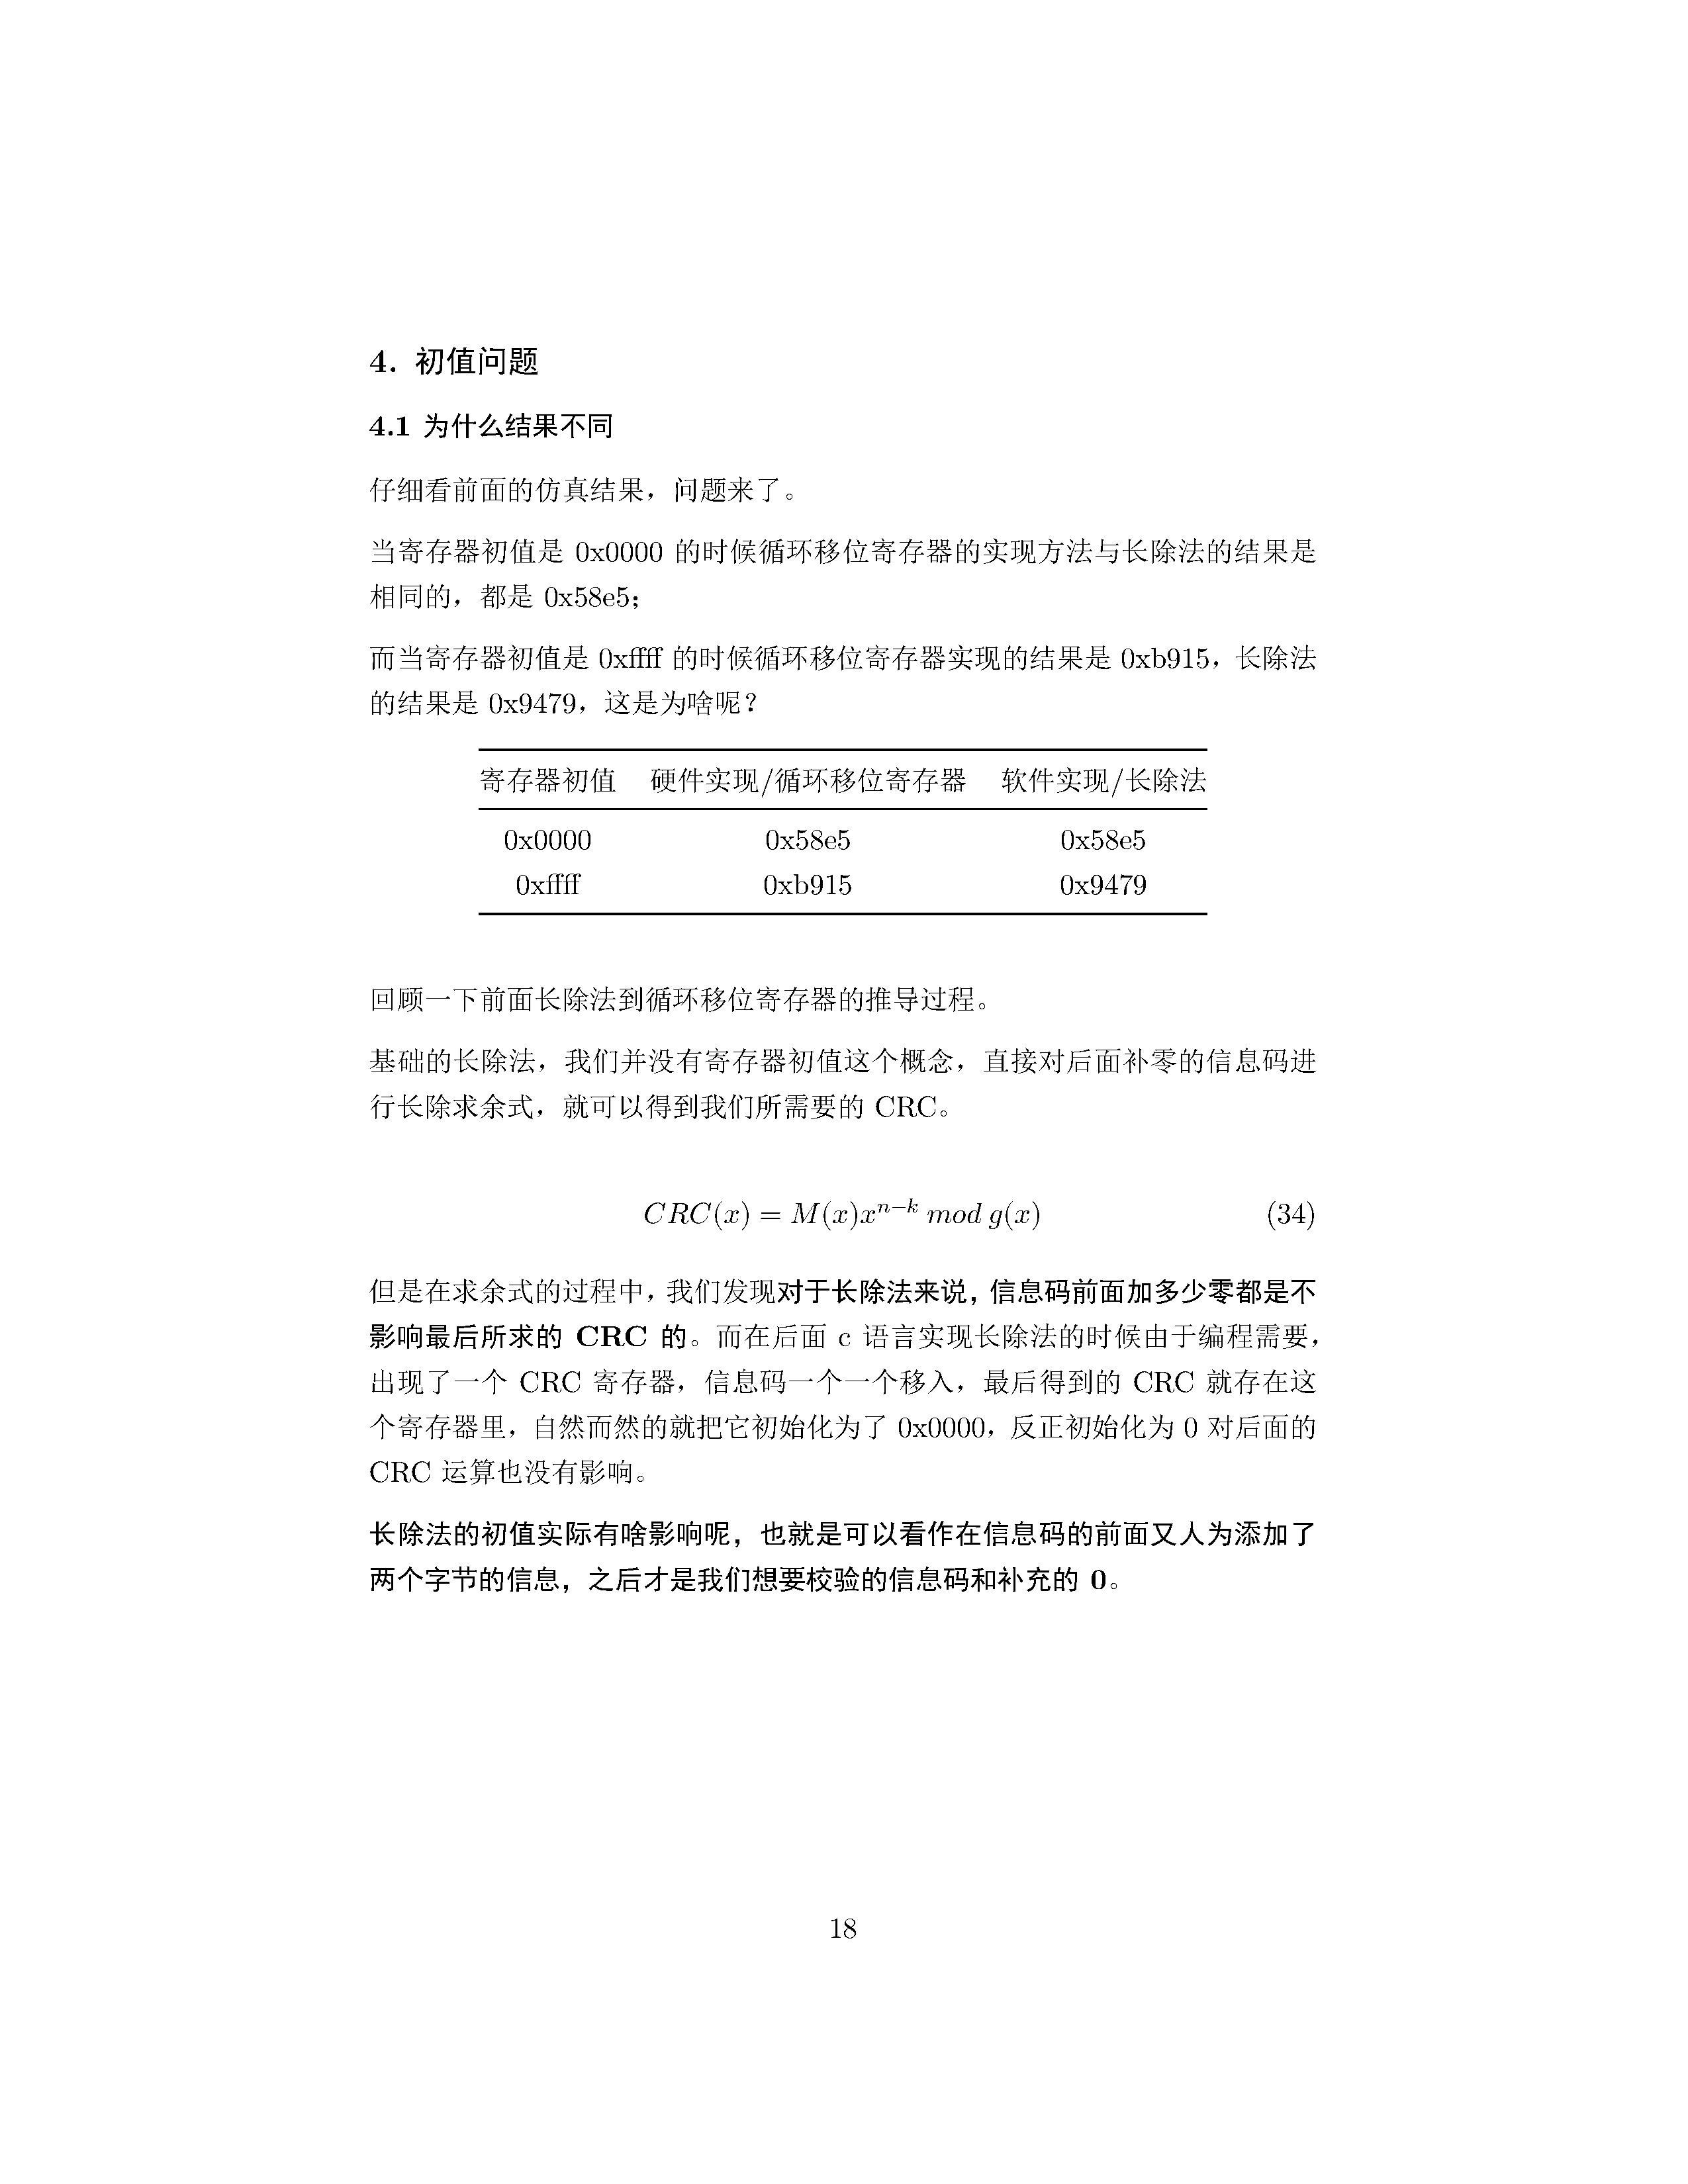 4. 初值问题
4.1 为什么结果不同
仔细看前面的仿真结果，问题来了。
当寄存器初值是 0x0000 的时候循环移位寄存器的实现方法与长除法的结果是
相同的，都是 0x58e5；
而当寄存器初值是 0xffff 的时候循环移位寄存器实现的结果是 0xb915，长除法
的结果是 0x9479，这是为啥呢？
寄存器初值 硬件实现/循环移位寄存器 软件实现/长除法
0x0000 0x58e5 0x58e5
0xffff 0xb915 0x9479
回顾一下前面长除法到循环移位寄存器的推导过程。
基础的长除法，我们并没有寄存器初值这个概念，直接对后面补零的信息码进
行长除求余式，就可以得到我们所需要的 CRC。
CRC(x) = M(x)x^{n−k} mod g(x) (34)
但是在求余式的过程中，我们发现对于长除法来说，信息码前面加多少零都是不
影响最后所求的 CRC 的。而在后面 c 语言实现长除法的时候由于编程需要，
出现了一个 CRC 寄存器，信息码一个一个移入，最后得到的 CRC 就存在这
个寄存器里，自然而然的就把它初始化为了 0x0000，反正初始化为 0 对后面的
CRC 运算也没有影响。
长除法的初值实际有啥影响呢，也就是可以看作在信息码的前面又人为添加了
两个字节的信息，之后才是我们想要校验的信息码和补充的 0。
18